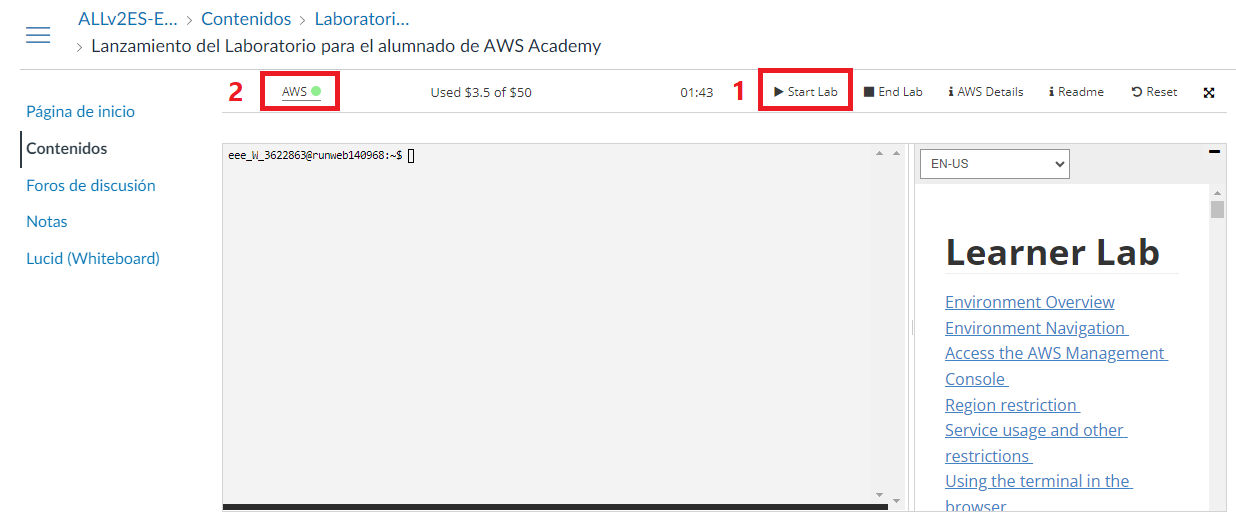 ALLv2ES-E... > Contenidos > Laboratori...
> Lanzamiento del Laboratorio para el alumnado de AWS Academy
2 AWS Used $3.5 of $50 01:43 1 Start Lab End Lab AWS Details Readme Reset
Página de inicio
Contenidos
Foros de discusión
Notas
Lucid (Whiteboard)
eee_W_3622863@runweb140968:~$
EN-US
Learner Lab
Environment Overview
Environment Navigation
Access the AWS Management
Console
Region restriction
Service usage and other
restrictions
Using the terminal in the
browser